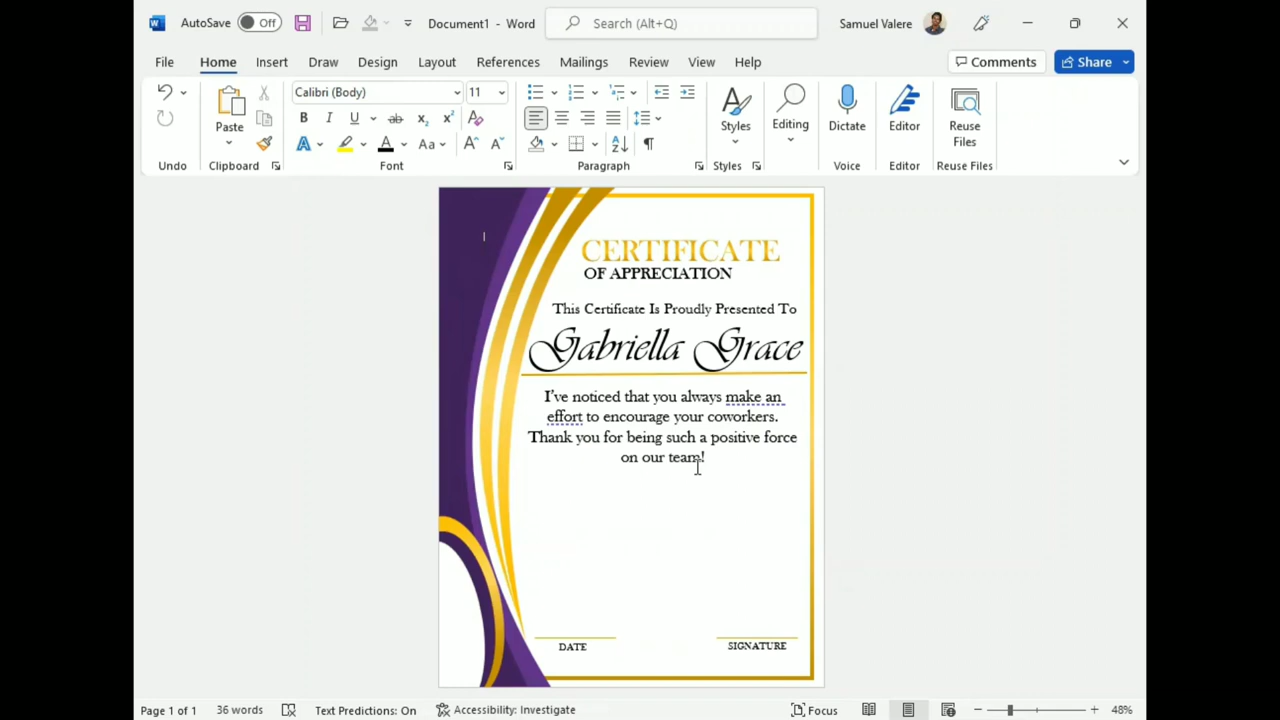 AutoSave Off Document1 - Word Search (Alt+Q) Samuel Valere
File Home Insert Draw Design Layout References Mailings Review View Help Comments Share
Calibri (Body) 11
Paste Styles Editing Dictate Editor Reuse Files
Undo Clipboard Font Paragraph Styles Voice Editor Reuse Files
CERTIFICATE
OF APPRECIATION
This Certificate Is Proudly Presented To
Gabriella Grace
I've noticed that you always make an
effort to encourage your coworkers.
Thank you for being such a positive force
on our team!
DATE SIGNATURE
Page 1 of 1 36 words Text Predictions: On Accessibility: Investigate Focus 48%